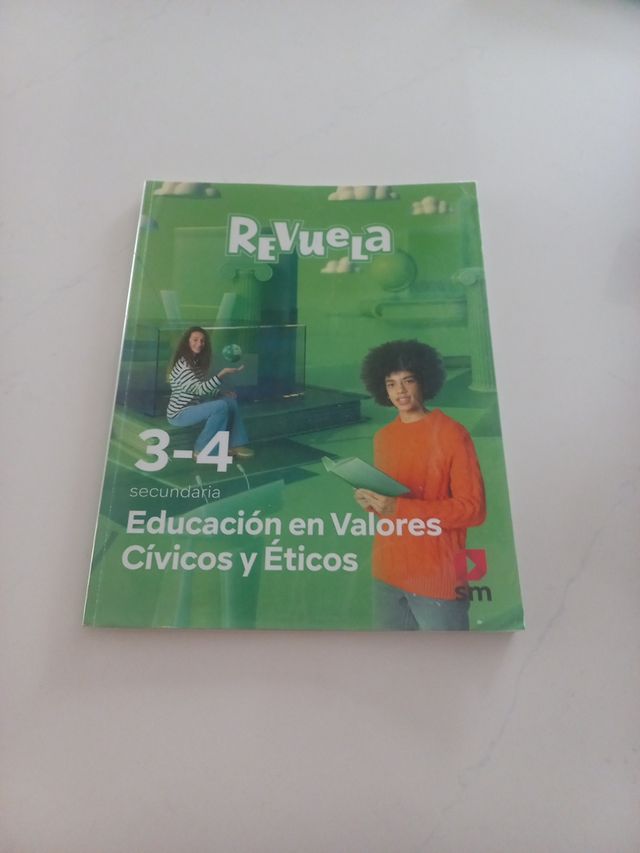 REVUELA
3-4
secundaria
Educación en Valores
Cívicos y Éticos
sm